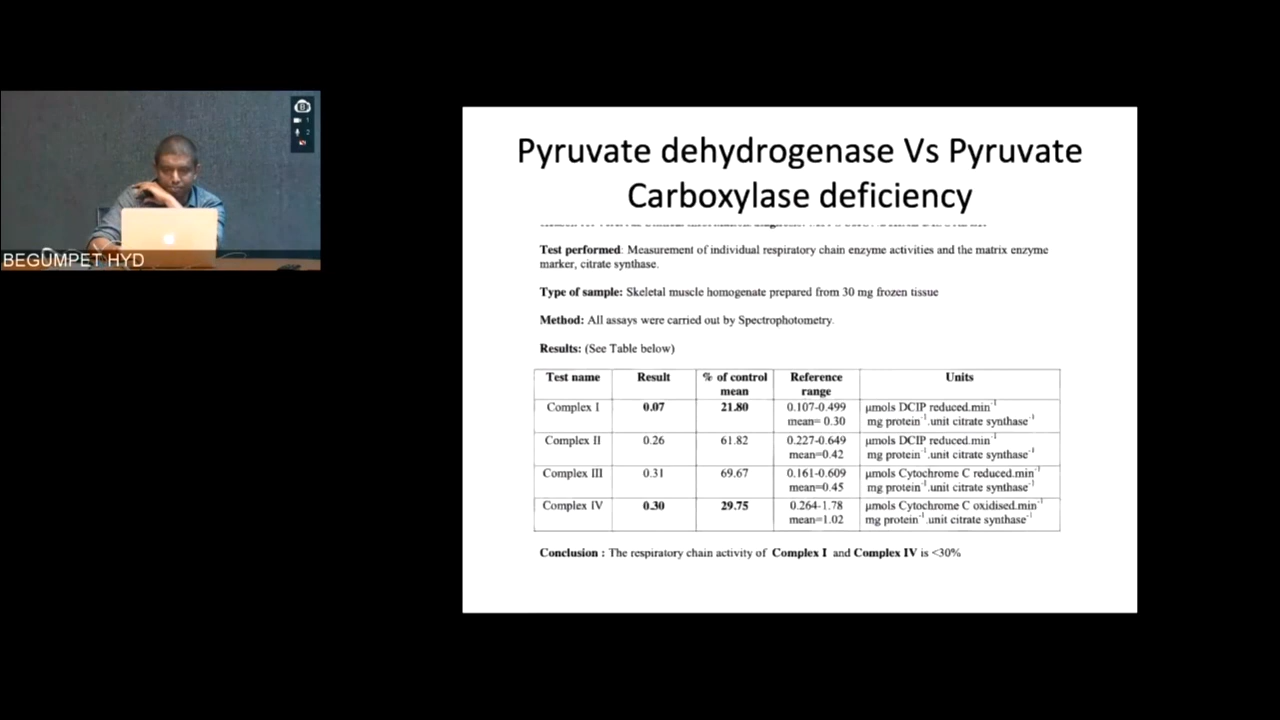 Pyruvate dehydrogenase Vs Pyruvate
Carboxylase deficiency
Test performed: Measurement of individual respiratory chain enzyme activities and the matrix enzyme
marker, citrate synthase.
Type of sample: Skeletal muscle homogenate prepared from 30 mg frozen tissue
Method: All assays were carried out by Spectrophotometry.
Results: (See Table below)
Test name Result % of control mean Reference range Units
Complex I 0.07 21.80 0.107-0.499 µmols DCIP reduced.min⁻¹
mean= 0.30 mg protein⁻¹.unit citrate synthase⁻¹
Complex II 0.26 61.82 0.227-0.649 µmols DCIP reduced.min⁻¹
mean=0.42 mg protein⁻¹.unit citrate synthase⁻¹
Complex III 0.31 69.67 0.161-0.609 µmols Cytochrome C reduced.min⁻¹
mean=0.45 mg protein⁻¹.unit citrate synthase⁻¹
Complex IV 0.30 29.75 0.264-1.78 µmols Cytochrome C oxidised.min⁻¹
mean=1.02 mg protein⁻¹.unit citrate synthase⁻¹
Conclusion : The respiratory chain activity of Complex I and Complex IV is <30%
BEGUMPET HYD